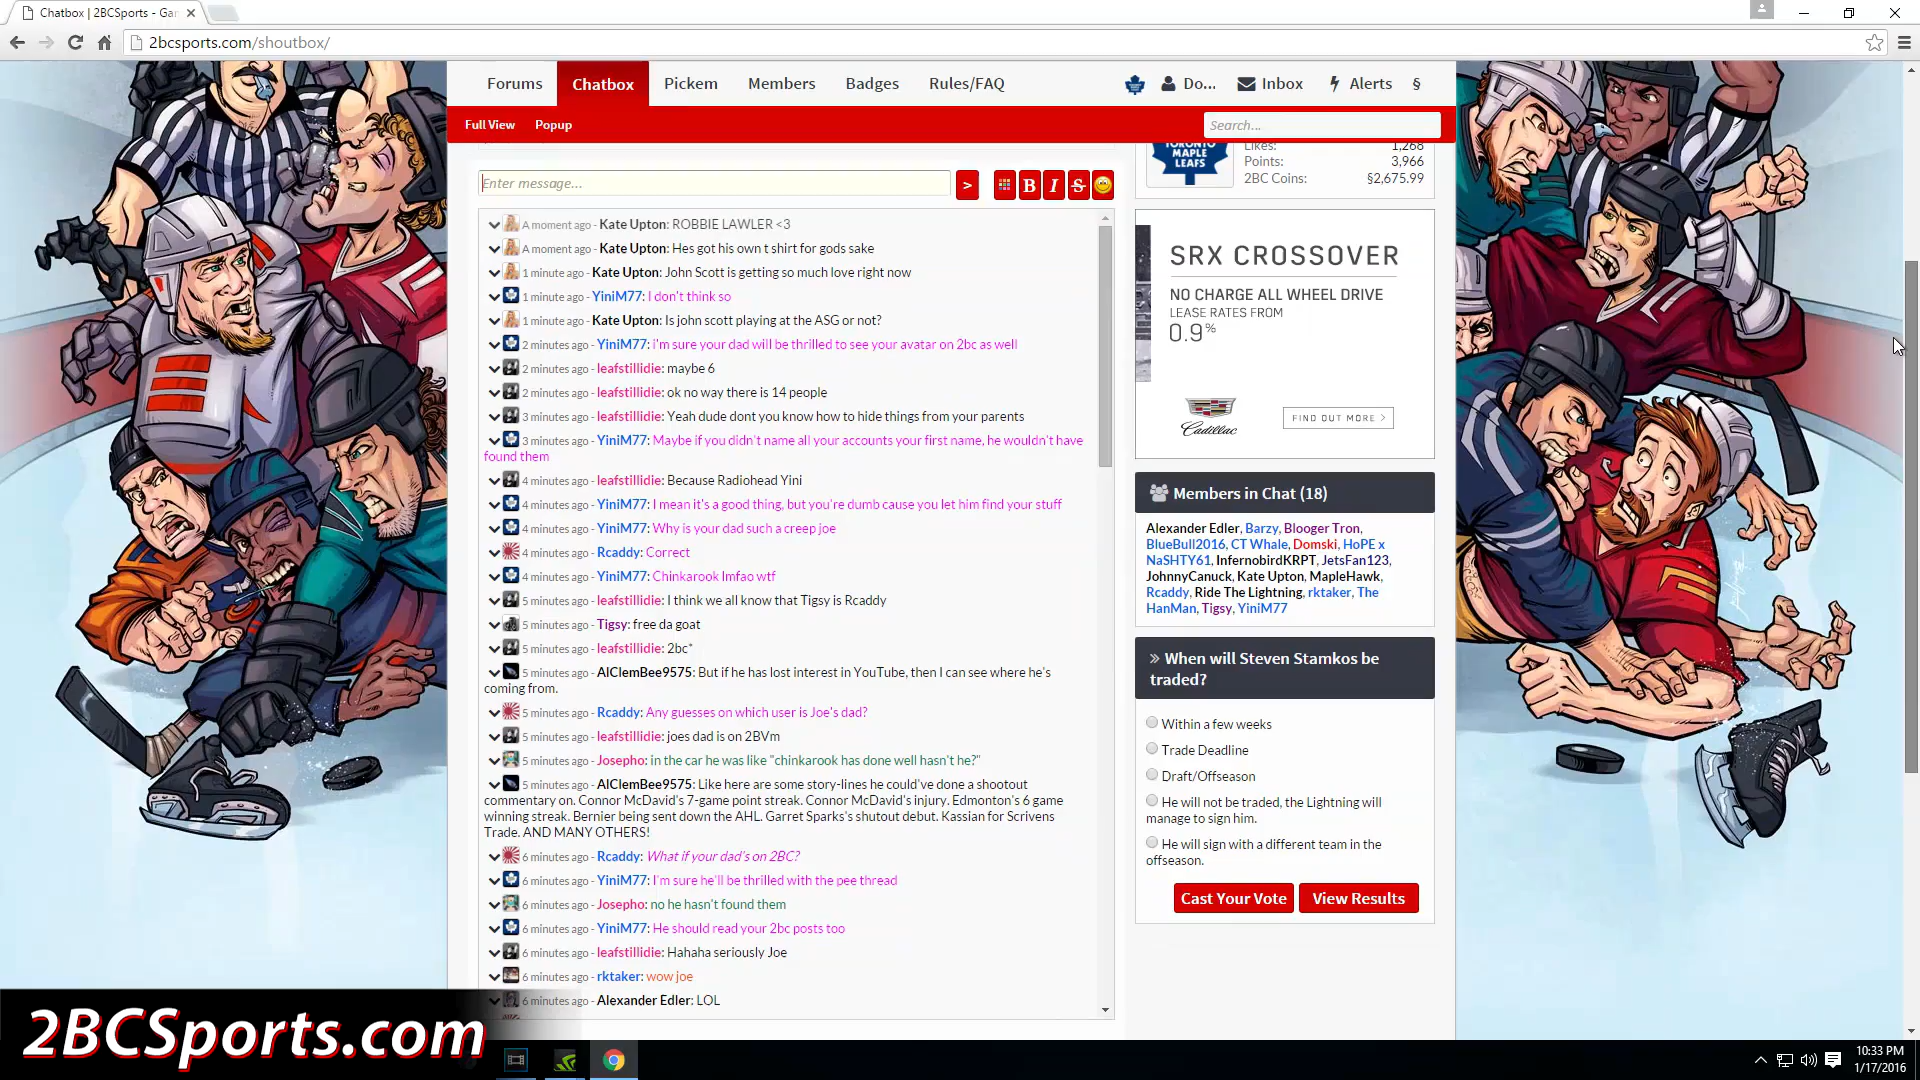 Chatbox | 2BCSports - Gar
2bcsports.com/shoutbox/
Forums Chatbox Pickem Members Badges Rules/FAQ Do... Inbox Alerts §
Full View Popup Search...
TORONTO
MAPLE
LEAFS
Likes: 1,268
Points: 3,966
2BC Coins: §2,675.99
Enter message... > B I S
A moment ago - Kate Upton: ROBBIE LAWLER <3
A moment ago - Kate Upton: Hes got his own t shirt for gods sake
1 minute ago - Kate Upton: John Scott is getting so much love right now
1 minute ago - YiniM77: I don't think so
1 minute ago - Kate Upton: Is john scott playing at the ASG or not?
2 minutes ago - YiniM77: i'm sure your dad will be thrilled to see your avatar on 2bc as well
2 minutes ago - leafstillidie: maybe 6
2 minutes ago - leafstillidie: ok no way there is 14 people
3 minutes ago - leafstillidie: Yeah dude dont you know how to hide things from your parents
3 minutes ago - YiniM77: Maybe if you didn't name all your accounts your first name, he wouldn't have
found them
4 minutes ago - leafstillidie: Because Radiohead Yini
4 minutes ago - YiniM77: I mean it's a good thing, but you're dumb cause you let him find your stuff
4 minutes ago - YiniM77: Why is your dad such a creep joe
4 minutes ago - Rcaddy: Correct
4 minutes ago - YiniM77: Chinkarook lmfao wtf
5 minutes ago - leafstillidie: I think we all know that Tigsy is Rcaddy
5 minutes ago - Tigsy: free da goat
5 minutes ago - leafstillidie: 2bc*
5 minutes ago - AlClemBee9575: But if he has lost interest in YouTube, then I can see where he's
coming from.
5 minutes ago - Rcaddy: Any guesses on which user is Joe's dad?
5 minutes ago - leafstillidie: joes dad is on 2BVm
5 minutes ago - Josepho: in the car he was like "chinkarook has done well hasn't he?"
5 minutes ago - AlClemBee9575: Like here are some story-lines he could've done a shootout
commentary on. Connor McDavid's 7-game point streak. Connor McDavid's injury. Edmonton's 6 game
winning streak. Bernier being sent down the AHL. Garret Sparks's shutout debut. Kassian for Scrivens
Trade. AND MANY OTHERS!
6 minutes ago - Rcaddy: What if your dad's on 2BC?
6 minutes ago - YiniM77: I'm sure he'll be thrilled with the pee thread
6 minutes ago - Josepho: no he hasn't found them
6 minutes ago - YiniM77: He should read your 2bc posts too
6 minutes ago - leafstillidie: Hahaha seriously Joe
6 minutes ago - rktaker: wow joe
6 minutes ago - Alexander Edler: LOL
SRX CROSSOVER
NO CHARGE ALL WHEEL DRIVE
LEASE RATES FROM
0.9%
Cadillac
FIND OUT MORE >
Members in Chat (18)
Alexander Edler, Barzy, Blooger Tron,
BlueBull2016, CT Whale, Domski, HoPE x
NaSHTY61, InfernobirdKRPT, JetsFan123,
JohnnyCanuck, Kate Upton, MapleHawk,
Rcaddy, Ride The Lightning, rktaker, The
HanMan, Tigsy, YiniM77
» When will Steven Stamkos be
traded?
Within a few weeks
Trade Deadline
Draft/Offseason
He will not be traded, the Lightning will
manage to sign him.
He will sign with a different team in the
offseason.
Cast Your Vote View Results
2BCSports.com
10:33 PM
1/17/2016